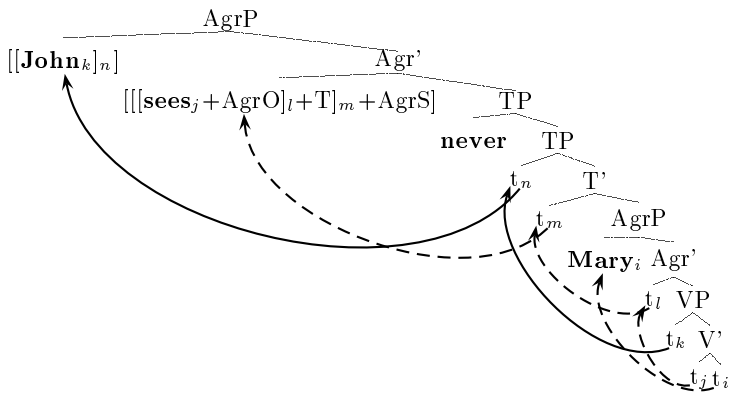 AgrP
[[John_k]_n] Agr'
[[[sees_j+AgrO]_l+T]_m+AgrS] TP
never TP
t_n T'
t_m AgrP
Mary_i Agr'
t_l VP
t_k V'
t_j t_i